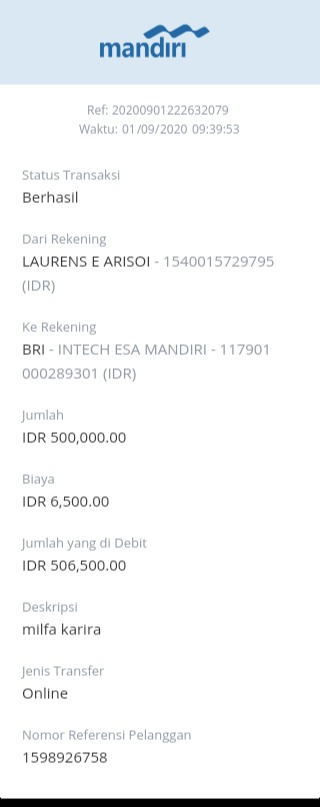 mandiri
Ref: 20200901222632079
Waktu: 01/09/2020 09:39:53
Status Transaksi
Berhasil
Dari Rekening
LAURENS E ARISOI - 1540015729795
(IDR)
Ke Rekening
BRI - INTECH ESA MANDIRI - 117901
000289301 (IDR)
Jumlah
IDR 500,000.00
Biaya
IDR 6,500.00
Jumlah yang di Debit
IDR 506,500.00
Deskripsi
milfa karira
Jenis Transfer
Online
Nomor Referensi Pelanggan
1598926758